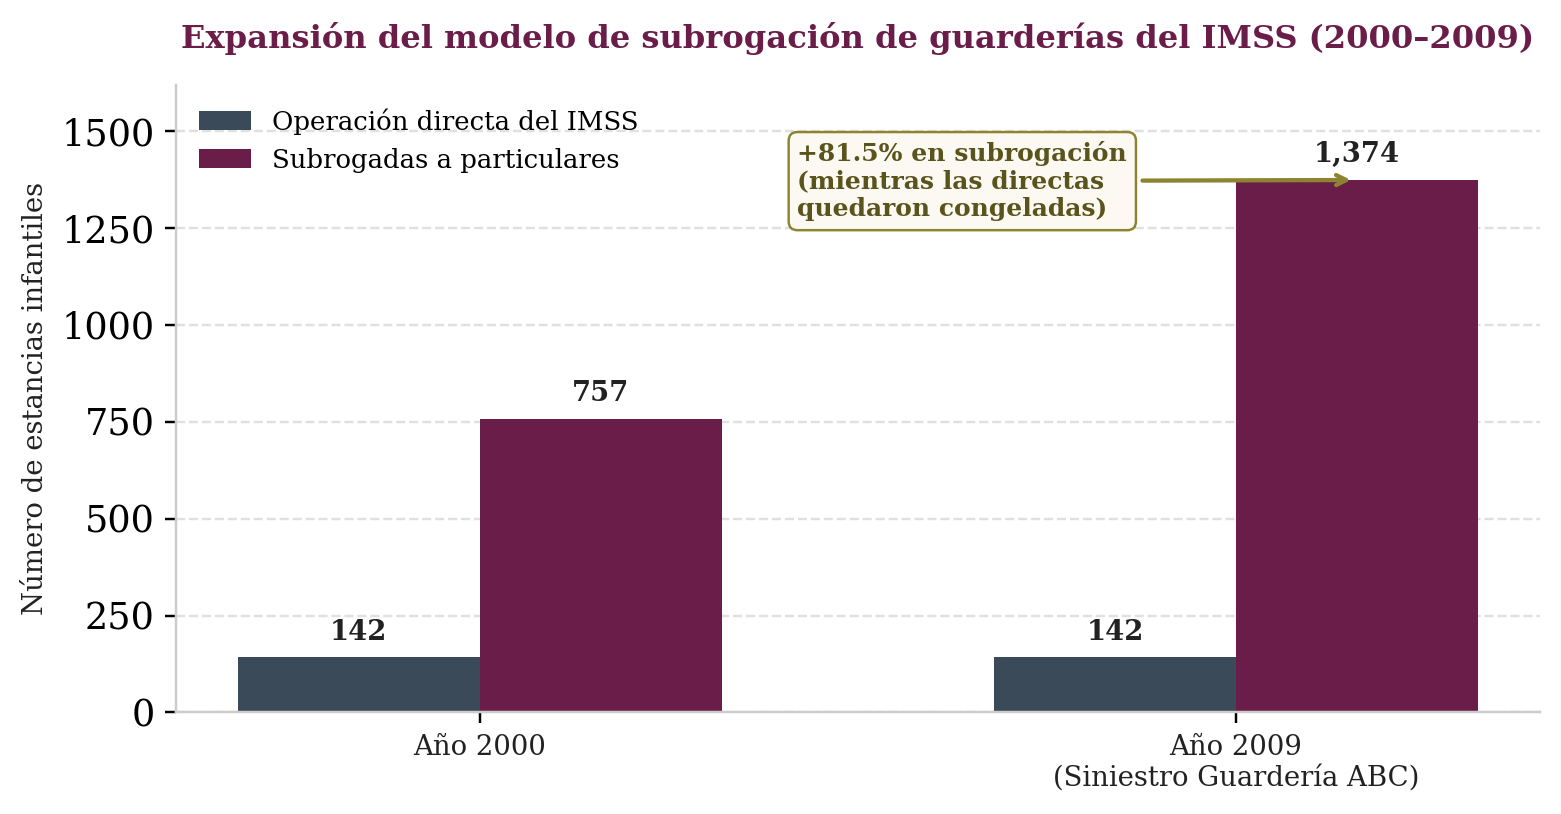 Expansión del modelo de subrogación de guarderías del IMSS (2000–2009)
Operación directa del IMSS
Subrogadas a particulares
+81.5% en subrogación
(mientras las directas
quedaron congeladas)
Número de estancias infantiles
1500
1250
1000
750
500
250
0
142
757
142
1,374
Año 2000
Año 2009
(Siniestro Guardería ABC)